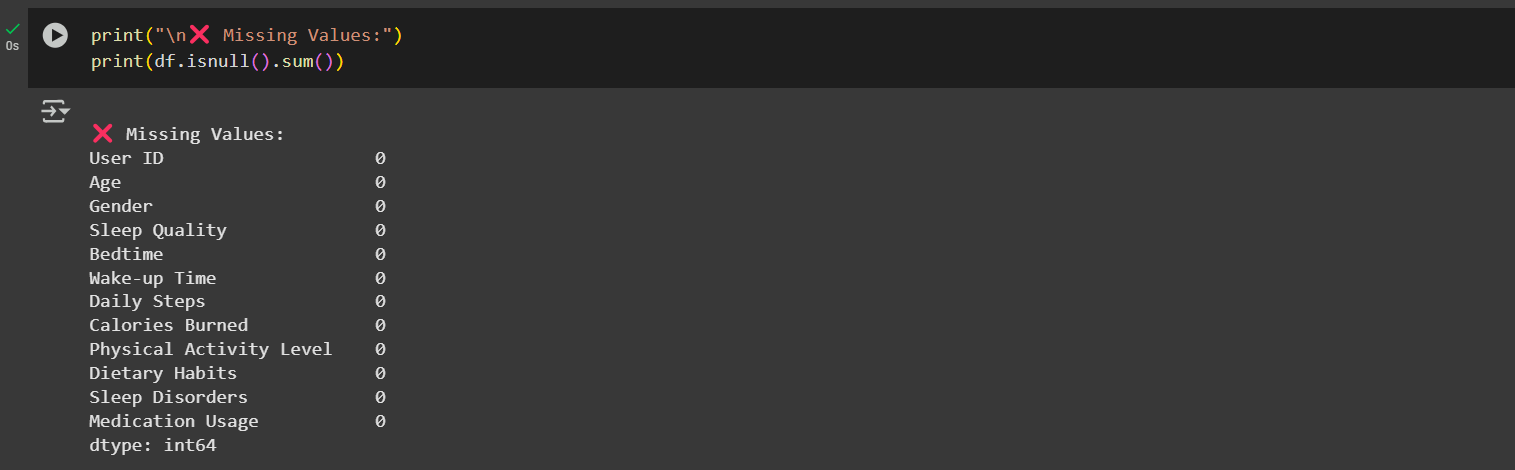 0s
print("\n❌ Missing Values:")
print(df.isnull().sum())
❌ Missing Values:
User ID                    0
Age                        0
Gender                     0
Sleep Quality              0
Bedtime                    0
Wake-up Time               0
Daily Steps                0
Calories Burned            0
Physical Activity Level    0
Dietary Habits             0
Sleep Disorders            0
Medication Usage           0
dtype: int64